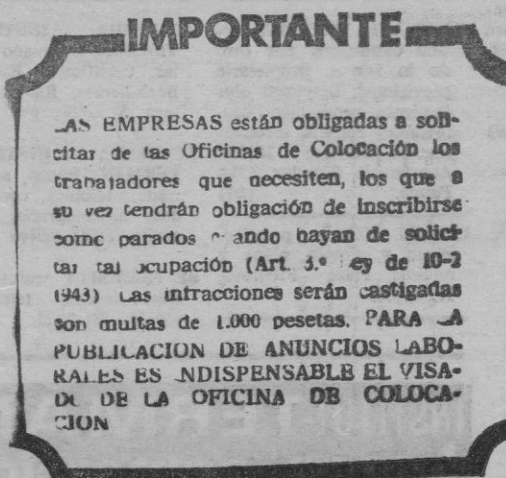 IMPORTANTE
LAS EMPRESAS están obligadas a soli-
citar de las Oficinas de Colocación los
trabajadores que necesiten, los que a
su vez tendrán obligación de inscribirse
como parados cuando hayan de solici-
tar tal ocupación (Art. 3.º Ley de 10-2
1943) Las infracciones serán castigadas
con multas de 1.000 pesetas. PARA LA
PUBLICACION DE ANUNCIOS LABO-
RALES ES INDISPENSABLE EL VISA-
DO DE LA OFICINA DE COLOCA-
CION